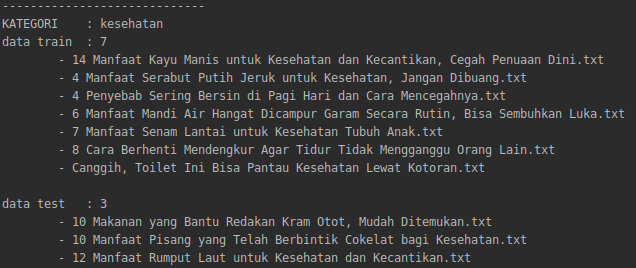 -----------------------------
KATEGORI    : kesehatan
data train  : 7
        - 14 Manfaat Kayu Manis untuk Kesehatan dan Kecantikan, Cegah Penuaan Dini.txt
        - 4 Manfaat Serabut Putih Jeruk untuk Kesehatan, Jangan Dibuang.txt
        - 4 Penyebab Sering Bersin di Pagi Hari dan Cara Mencegahnya.txt
        - 6 Manfaat Mandi Air Hangat Dicampur Garam Secara Rutin, Bisa Sembuhkan Luka.txt
        - 7 Manfaat Senam Lantai untuk Kesehatan Tubuh Anak.txt
        - 8 Cara Berhenti Mendengkur Agar Tidur Tidak Mengganggu Orang Lain.txt
        - Canggih, Toilet Ini Bisa Pantau Kesehatan Lewat Kotoran.txt

data test   : 3
        - 10 Makanan yang Bantu Redakan Kram Otot, Mudah Ditemukan.txt
        - 10 Manfaat Pisang yang Telah Berbintik Cokelat bagi Kesehatan.txt
        - 12 Manfaat Rumput Laut untuk Kesehatan dan Kecantikan.txt